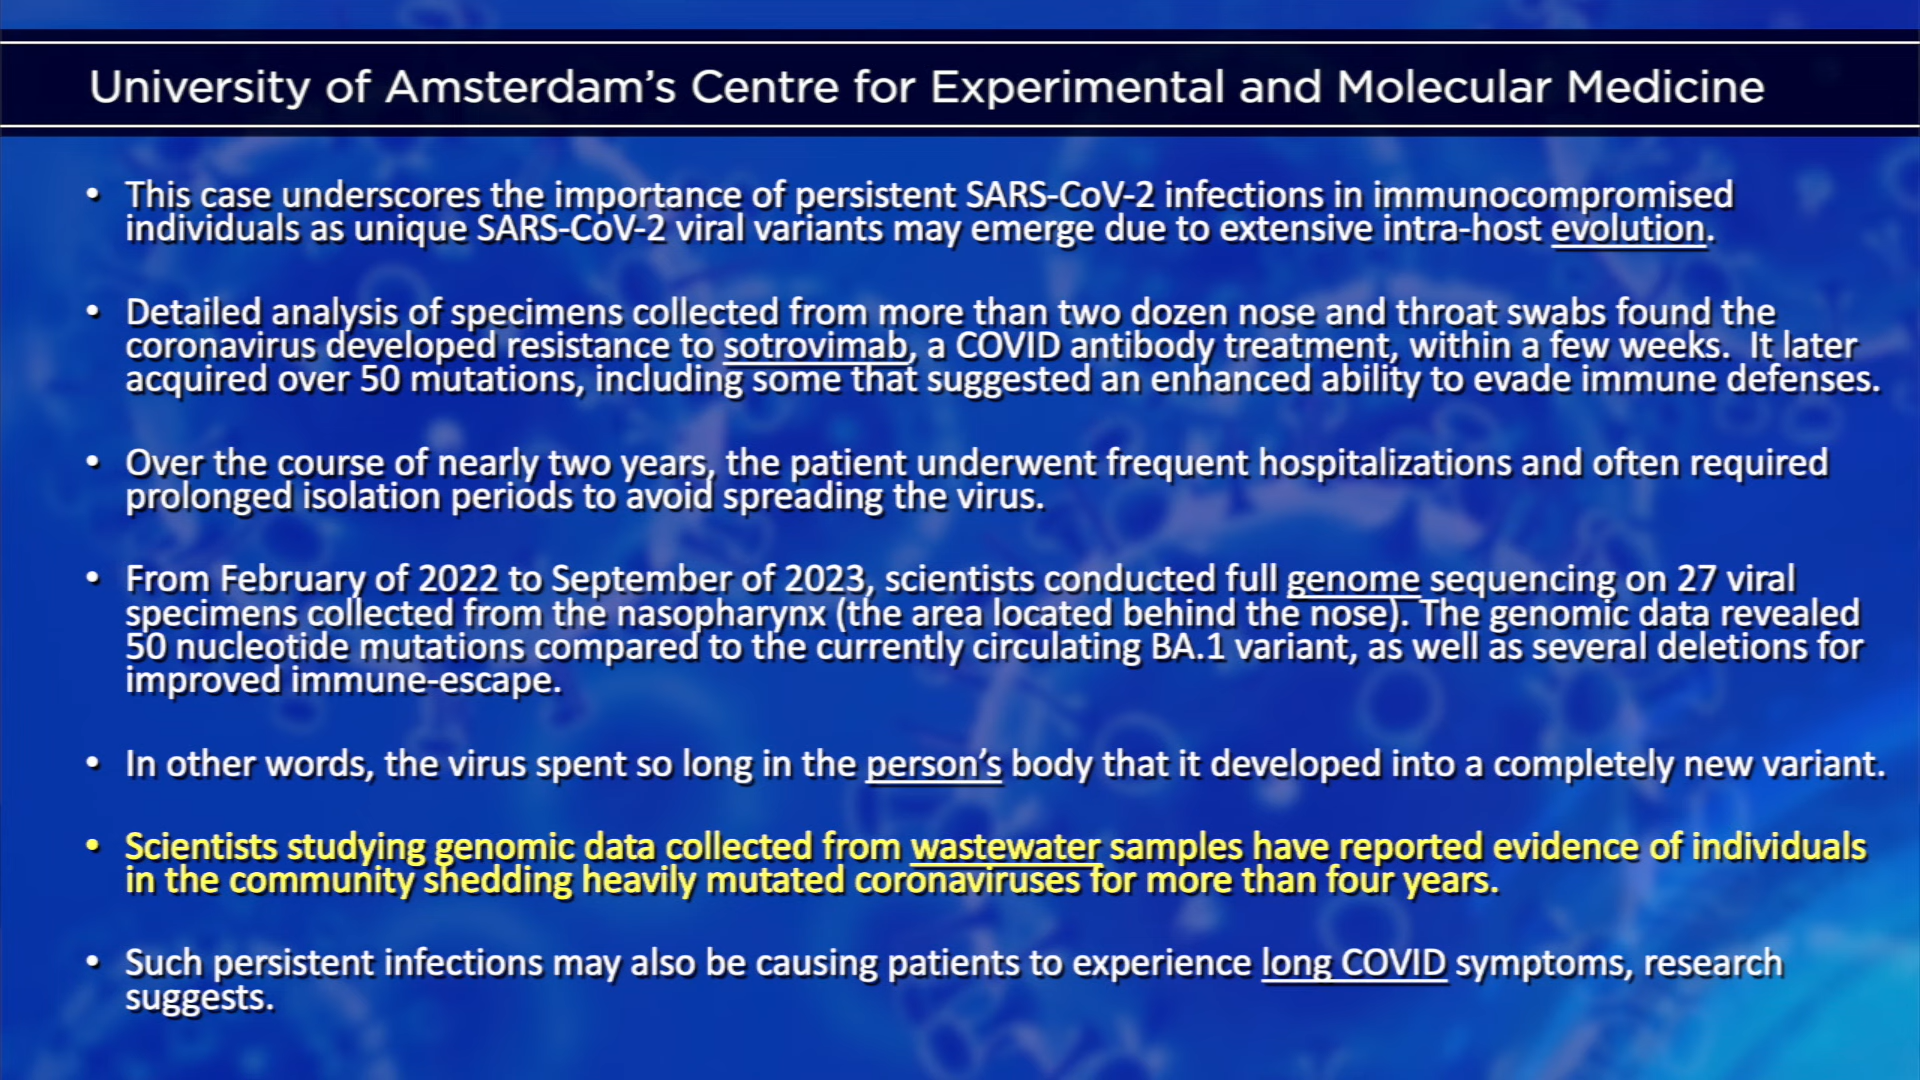 University of Amsterdam’s Centre for Experimental and Molecular Medicine
• This case underscores the importance of persistent SARS-CoV-2 infections in immunocompromised
individuals as unique SARS-CoV-2 viral variants may emerge due to extensive intra-host evolution.
• Detailed analysis of specimens collected from more than two dozen nose and throat swabs found the
coronavirus developed resistance to sotrovimab, a COVID antibody treatment, within a few weeks. It later
acquired over 50 mutations, including some that suggested an enhanced ability to evade immune defenses.
• Over the course of nearly two years, the patient underwent frequent hospitalizations and often required
prolonged isolation periods to avoid spreading the virus.
• From February of 2022 to September of 2023, scientists conducted full genome sequencing on 27 viral
specimens collected from the nasopharynx (the area located behind the nose). The genomic data revealed
50 nucleotide mutations compared to the currently circulating BA.1 variant, as well as several deletions for
improved immune-escape.
• In other words, the virus spent so long in the person’s body that it developed into a completely new variant.
• Scientists studying genomic data collected from wastewater samples have reported evidence of individuals
in the community shedding heavily mutated coronaviruses for more than four years.
• Such persistent infections may also be causing patients to experience long COVID symptoms, research
suggests.